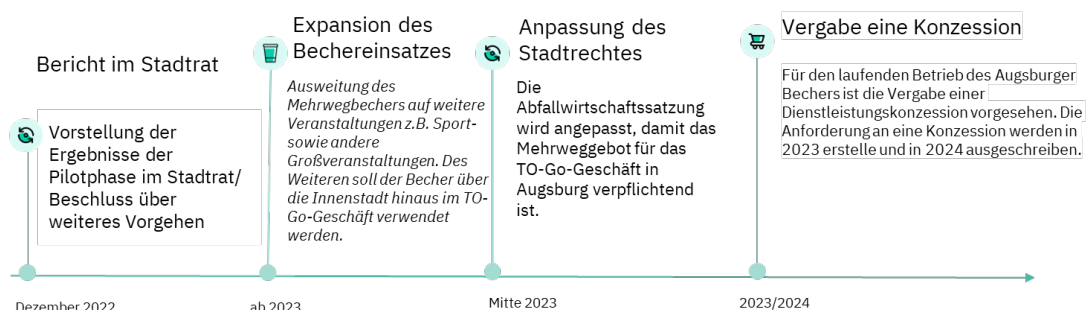 Bericht im Stadtrat
Vorstellung der
Ergebnisse der
Pilotphase im Stadtrat/
Beschluss über
weiteres Vorgehen
Dezember 2022
Expansion des
Bechereinsatzes
Ausweitung des
Mehrwegbechers auf weitere
Veranstaltungen z.B. Sport-
sowie andere
Großveranstaltungen. Des
Weiteren soll der Becher über
die Innenstadt hinaus im TO-
Go-Geschäft verwendet
werden.
ab 2023
Anpassung des
Stadtrechtes
Die
Abfallwirtschaftssatzung
wird angepasst, damit das
Mehrweggebot für das
TO-Go-Geschäft in
Augsburg verpflichtend
ist.
Mitte 2023
Vergabe eine Konzession
Für den laufenden Betrieb des Augsburger
Bechers ist die Vergabe einer
Dienstleistungskonzession vorgesehen. Die
Anforderung an eine Konzession werden in
2023 erstelle und in 2024 ausgeschreiben.
2023/2024